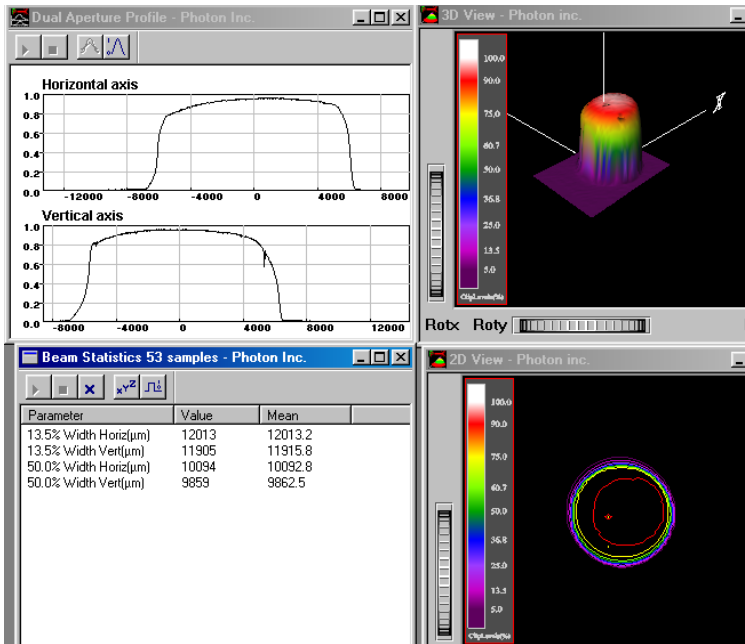 Dual Aperture Profile - Photon Inc.
Horizontal axis
1.0
0.8
0.6
0.4
0.2
0.0
-12000 -8000 -4000 0 4000 8000
Vertical axis
1.0
0.8
0.6
0.4
0.2
0.0
-8000 -4000 0 4000 8000 12000
3D View - Photon inc.
100.0
90.0
75.0
60.7
50.0
36.8
25.0
13.5
5.0
ClipLevels(%)
Rotx Roty
Beam Statistics 53 samples - Photon Inc.
XYZ
Parameter Value Mean
13.5% Width Horiz(µm) 12013 12013.2
13.5% Width Vert(µm) 11905 11915.8
50.0% Width Horiz(µm) 10094 10092.8
50.0% Width Vert(µm) 9859 9862.5
2D View - Photon inc.
100.0
90.0
75.0
60.7
50.0
36.8
25.0
13.5
5.0
ClipLevels(%)